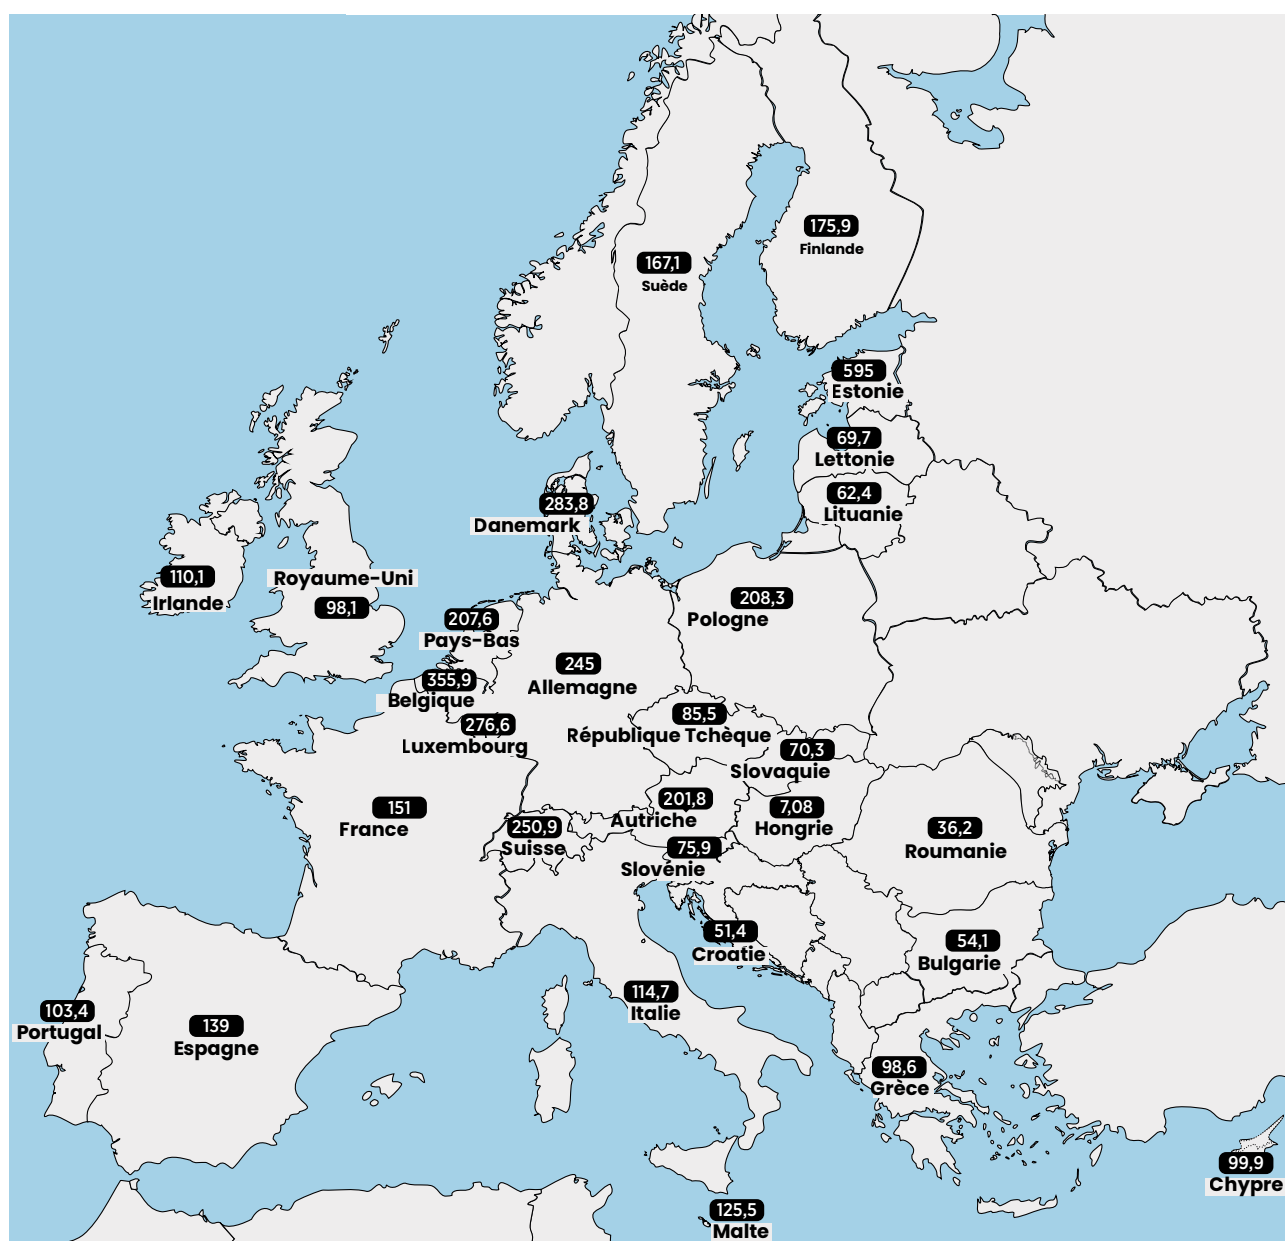 175,9
Finlande
167,1
Suède
595
Estonie
69,7
Lettonie
62,4
Lituanie
283,8
Danemark
110,1
Irlande
Royaume-Uni
98,1
207,6
Pays-Bas
208,3
Pologne
245
Allemagne
355,9
Belgique
276,6
Luxembourg
85,5
République Tchèque
70,3
Slovaquie
151
France
250,9
Suisse
201,8
Autriche
7,08
Hongrie
36,2
Roumanie
75,9
Slovénie
51,4
Croatie
54,1
Bulgarie
103,4
Portugal
139
Espagne
114,7
Italie
98,6
Grèce
125,5
Malte
99,9
Chypre